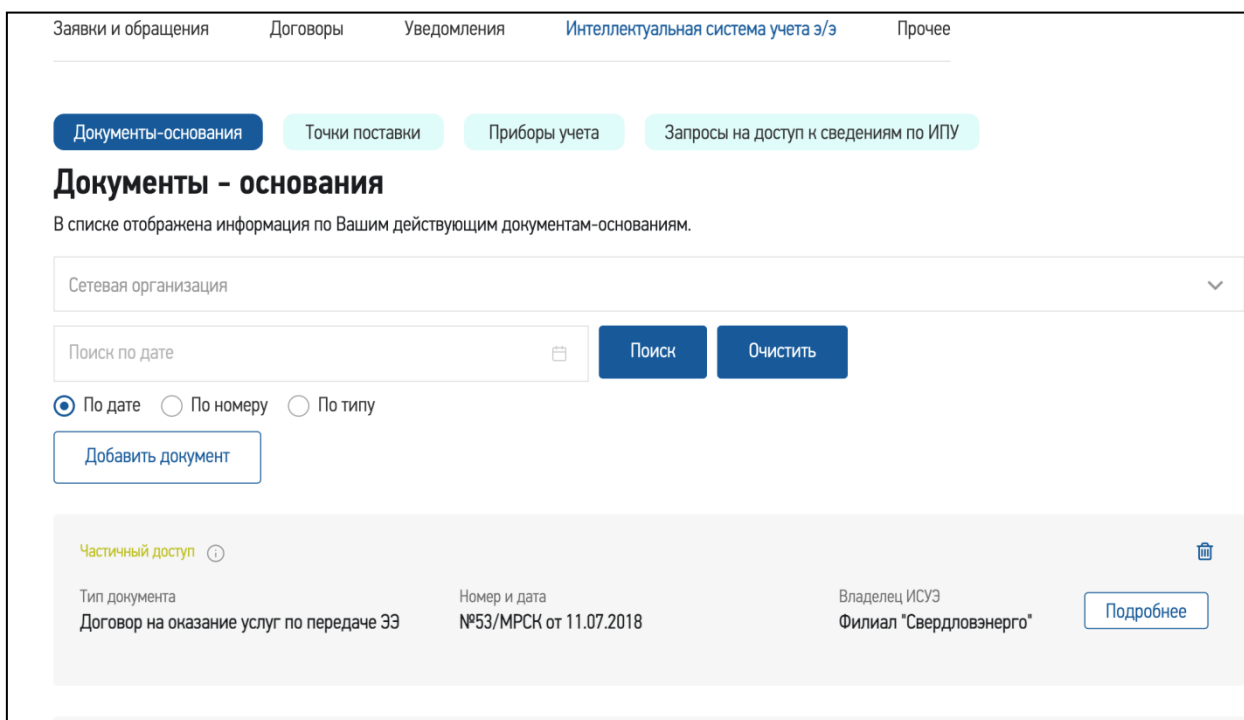 Заявки и обращения Договоры Уведомления Интеллектуальная система учета э/э Прочее
Документы-основания Точки поставки Приборы учета Запросы на доступ к сведениям по ИПУ
Документы - основания
В списке отображена информация по Вашим действующим документам-основаниям.
Сетевая организация
Поиск по дате Поиск Очистить
По дате По номеру По типу
Добавить документ
Частичный доступ
Тип документа Номер и дата Владелец ИСУЭ
Договор на оказание услуг по передаче ЭЭ №53/МРСК от 11.07.2018 Филиал "Свердловэнерго" Подробнее